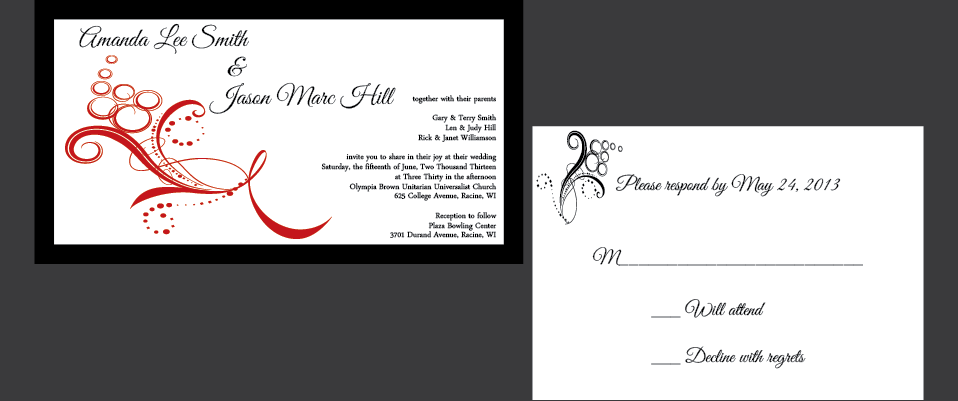 Amanda Lee Smith
&
Jason Marc Hill
together with their parents
Gary & Terry Smith
Len & Judy Hill
Rick & Janet Williamson
invite you to share in their joy at their wedding
Saturday, the fifteenth of June, Two Thousand Thirteen
at Three Thirty in the afternoon
Olympia Brown Unitarian Universalist Church
625 College Avenue, Racine, WI
Reception to follow
Plaza Bowling Center
3701 Durand Avenue, Racine, WI
Please respond by May 24, 2013
M__________________________
___ Will attend
___ Decline with regrets